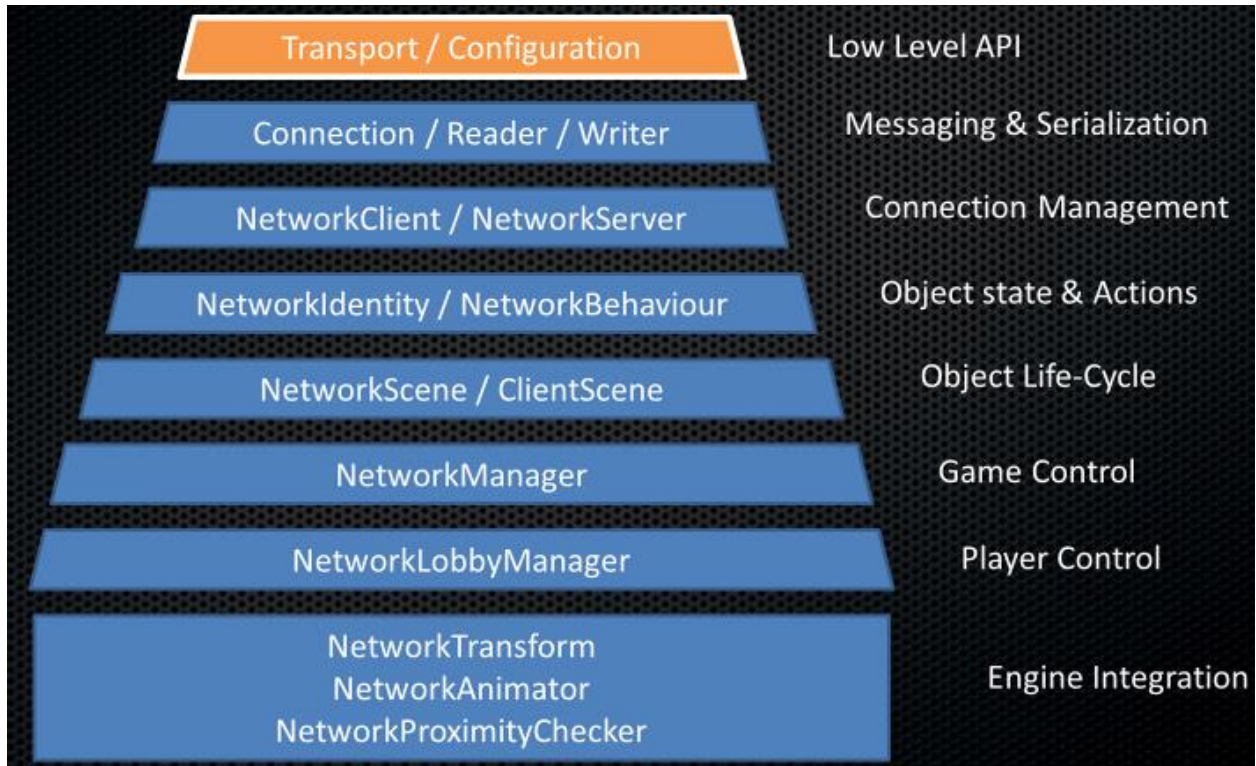 Transport / Configuration
Low Level API
Connection / Reader / Writer
Messaging & Serialization
NetworkClient / NetworkServer
Connection Management
NetworkIdentity / NetworkBehaviour
Object state & Actions
NetworkScene / ClientScene
Object Life-Cycle
NetworkManager
Game Control
NetworkLobbyManager
Player Control
NetworkTransform
NetworkAnimator
NetworkProximityChecker
Engine Integration